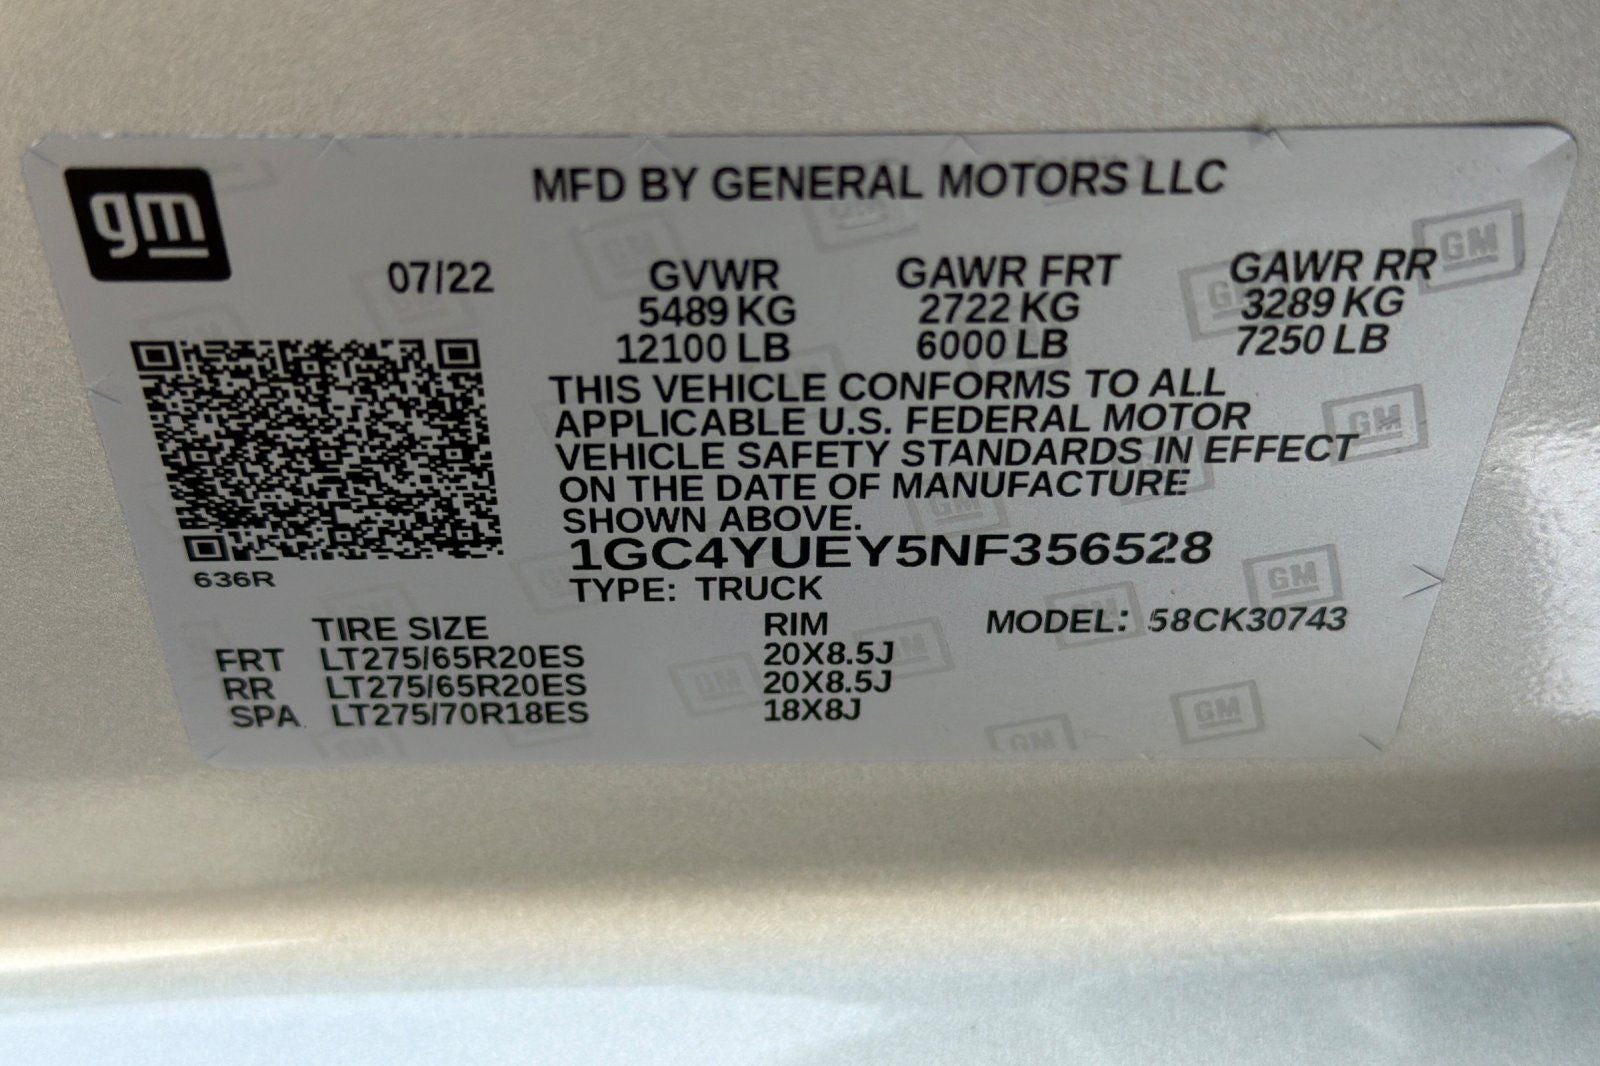 gm
MFD BY GENERAL MOTORS LLC
07/22 GVWR GAWR FRT GAWR RR
5489 KG 2722 KG 3289 KG
12100 LB 6000 LB 7250 LB
THIS VEHICLE CONFORMS TO ALL
APPLICABLE U.S. FEDERAL MOTOR
VEHICLE SAFETY STANDARDS IN EFFECT
ON THE DATE OF MANUFACTURE
SHOWN ABOVE.
1GC4YUEY5NF356528
636R
TYPE: TRUCK
TIRE SIZE RIM MODEL: 58CK30743
FRT LT275/65R20ES 20X8.5J
RR LT275/65R20ES 20X8.5J
SPA LT275/70R18ES 18X8J